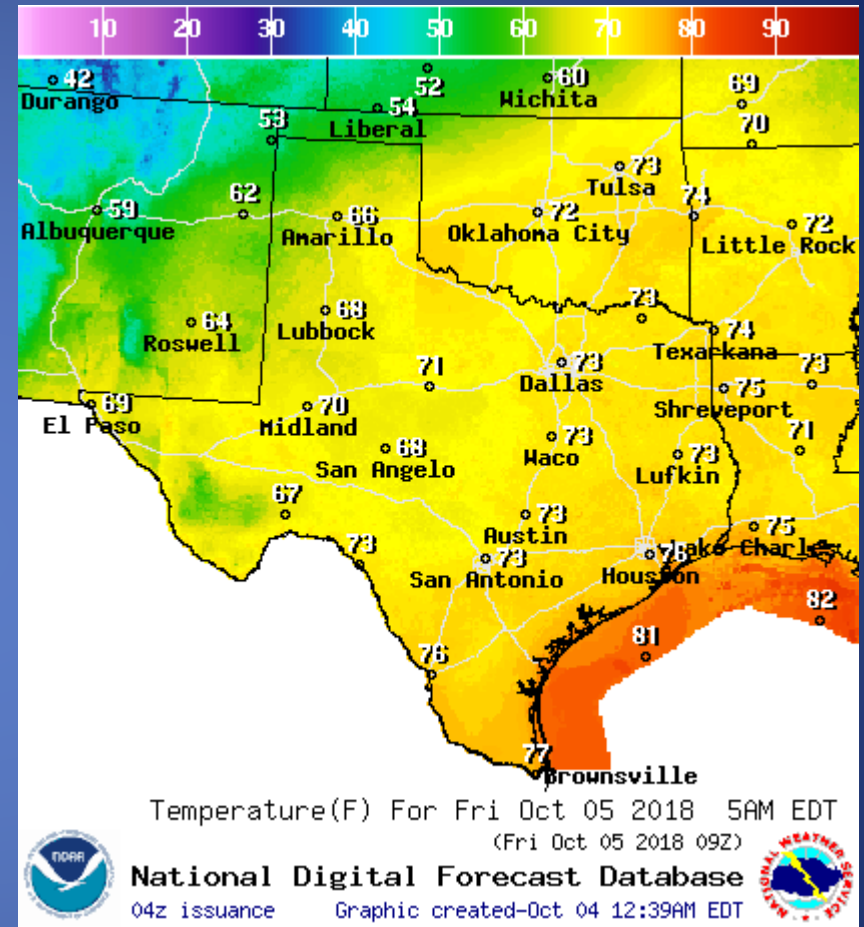 10 20 30 40 50 60 70 80 90
42
Durango
52
60
Wichita
69
54
Liberal
53
70
73
Tulsa
59
Albuquerque
62
66
Amarillo
72
Oklahoma City
74
72
Little Rock
64
Roswell
68
Lubbock
73
74
Texarkana
71
73
Dallas
75
Shreveport
73
69
El Paso
70
Midland
68
San Angelo
73
Waco
73
Lufkin
71
67
73
Austin
75
Lake Charles
73
73
San Antonio
76
Houston
82
81
76
77
Brownsville
Temperature(F) For Fri Oct 05 2018 5AM EDT
(Fri Oct 05 2018 09Z)
NOAA
National Digital Forecast Database
04z issuance Graphic created-Oct 04 12:39AM EDT
NATIONAL WEATHER SERVICE